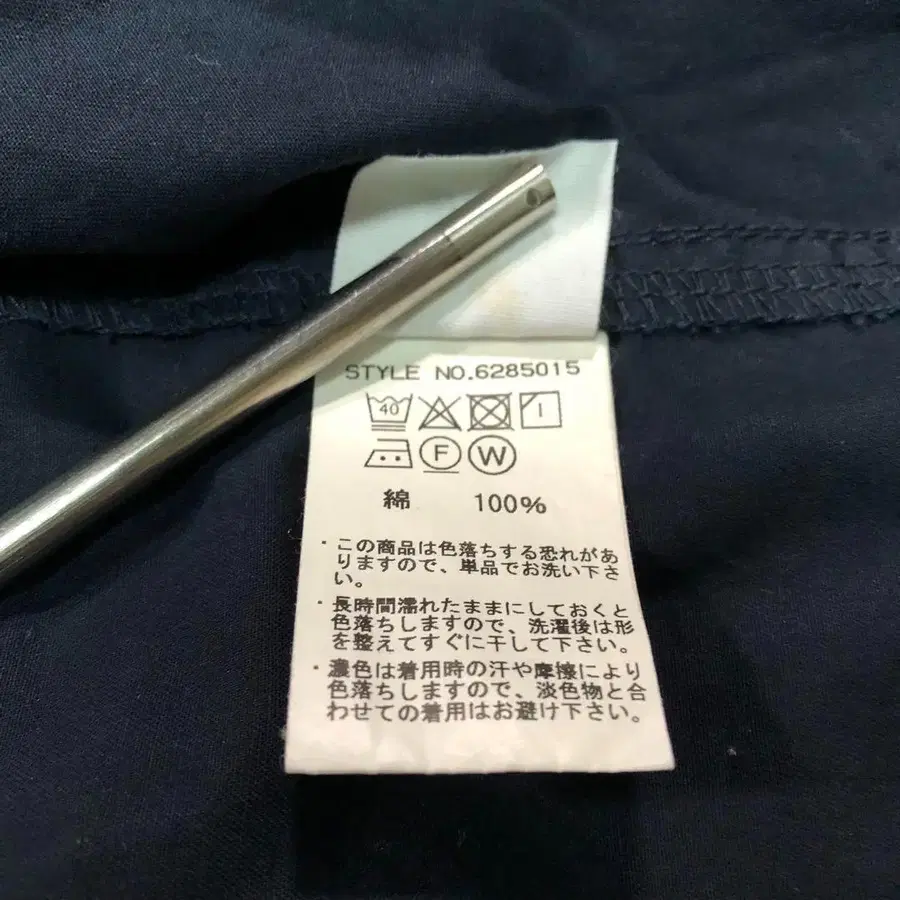 STYLE NO.6285015
40
F W
綿 100%
・この商品は色落ちする恐れがあ
りますので、単品でお洗い下さ
い。
・長時間濡れたままにしておくと
色落ちしますので、洗濯後は形
を整えてすぐに干して下さい。
・濃色は着用時の汗や摩擦により
色落ちしますので、淡色物と合
わせての着用はお避け下さい。